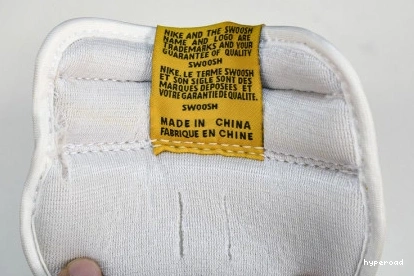 NIKE AND THE SWOOSH
NAME AND LOGO ARE
TRADEMARKS AND YOUR
GUARANTEE OF QUALITY
SWOOSH
NIKE, LE TERME SWOOSH
ET SON SIGLE SONT DES
MARQUES DEPOSÉES ET
VOTRE GARANTIE DE QUALITE.
SWOOSH
MADE IN CHINA
FABRIQUE EN CHINE
hyperoad